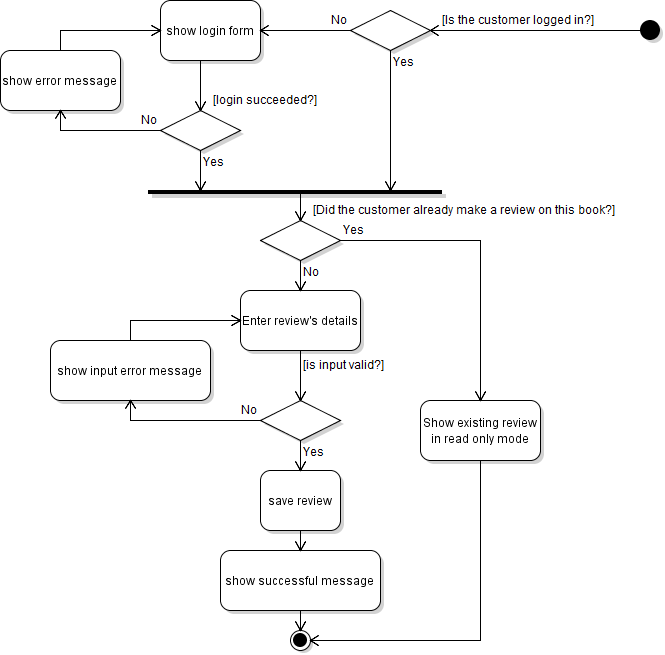 [Is the customer logged in?]
No
show login form
Yes
show error message
[login succeeded?]
No
Yes
[Did the customer already make a review on this book?]
Yes
No
Enter review's details
show input error message
[is input valid?]
No
Yes
Show existing review
in read only mode
save review
show successful message